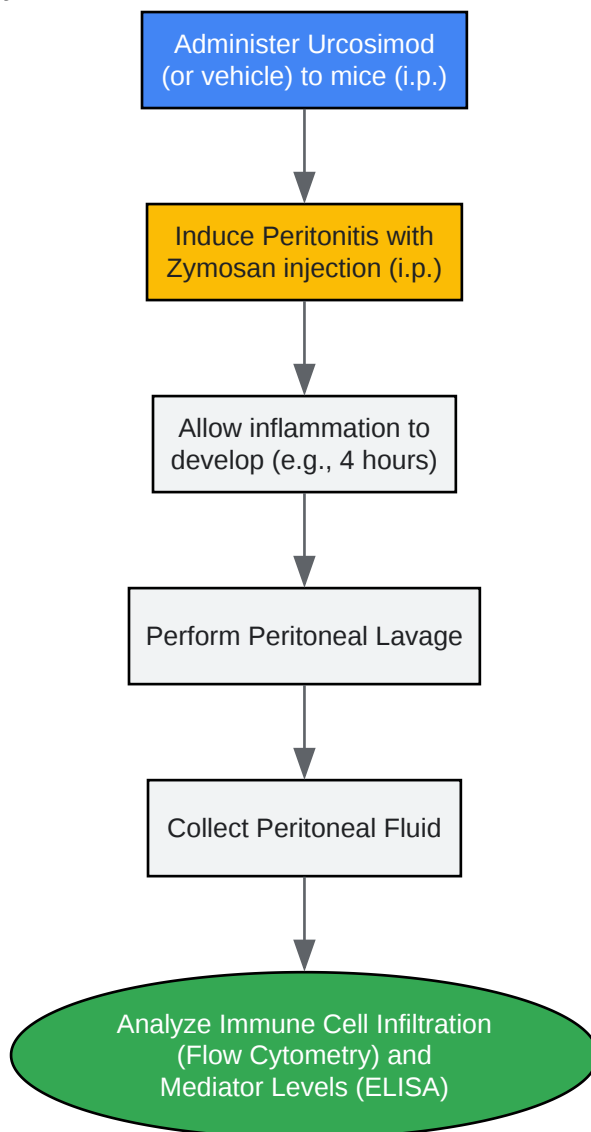 Administer Urcosimod
(or vehicle) to mice (i.p.)
Induce Peritonitis with
Zymosan injection (i.p.)
Allow inflammation to
develop (e.g., 4 hours)
Perform Peritoneal Lavage
Collect Peritoneal Fluid
Analyze Immune Cell Infiltration
(Flow Cytometry) and
Mediator Levels (ELISA)